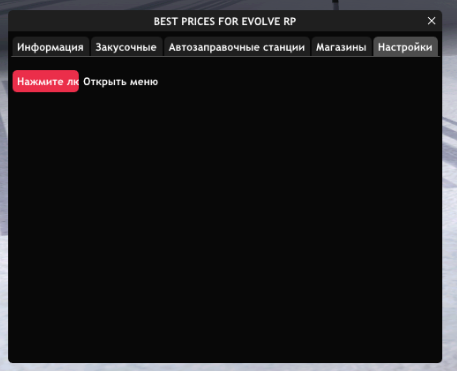 BEST PRICES FOR EVOLVE RP
Информация Закусочные Автозаправочные станции Магазины Настройки
Нажмите лк Открыть меню